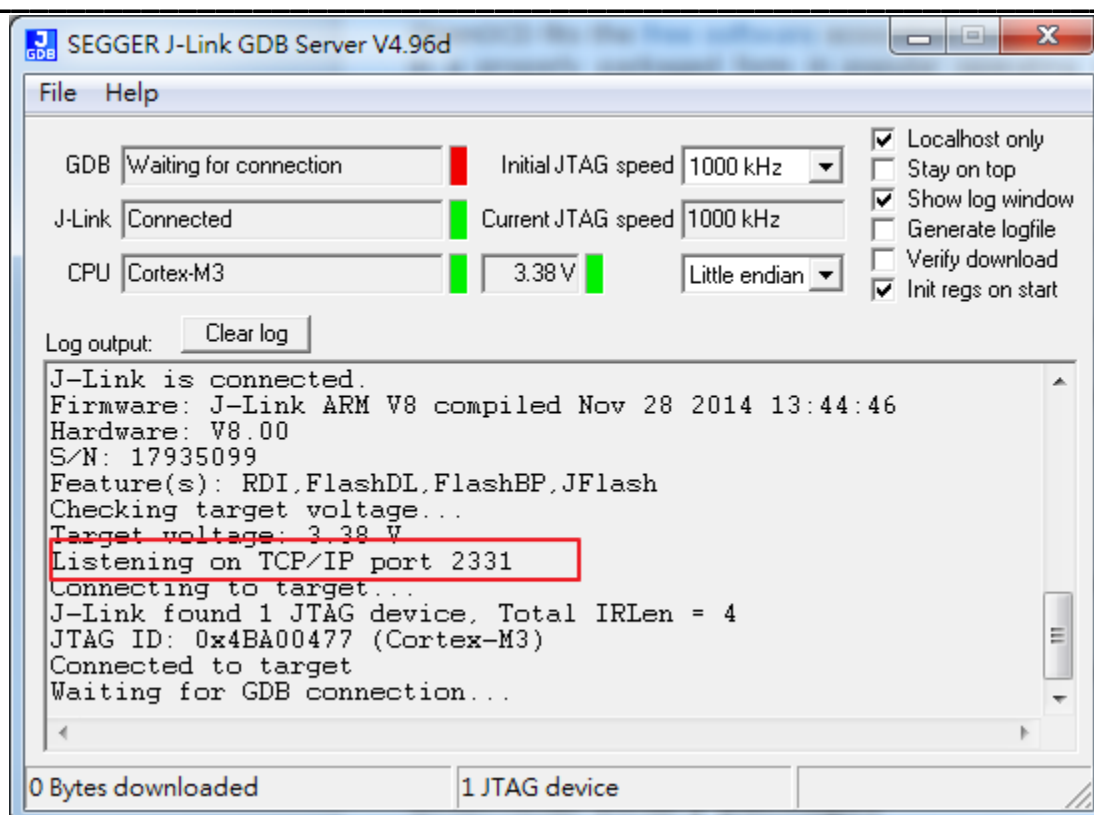 J
GDB
SEGGER J-Link GDB Server V4.96d
File Help
GDB Waiting for connection Initial JTAG speed 1000 kHz
J-Link Connected Current JTAG speed 1000 kHz
CPU Cortex-M3 3.38 V Little endian
Localhost only
Stay on top
Show log window
Generate logfile
Verify download
Init regs on start
Log output: Clear log
J-Link is connected.
Firmware: J-Link ARM V8 compiled Nov 28 2014 13:44:46
Hardware: V8.00
S/N: 17935099
Feature(s): RDI,FlashDL,FlashBP,JFlash
Checking target voltage...
Target voltage: 3.38 V
Listening on TCP/IP port 2331
Connecting to target...
J-Link found 1 JTAG device, Total IRLen = 4
JTAG ID: 0x4BA00477 (Cortex-M3)
Connected to target
Waiting for GDB connection...
0 Bytes downloaded 1 JTAG device